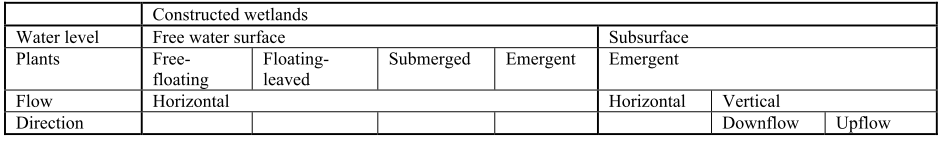 Constructed wetlands
Water level Free water surface Subsurface
Plants Free- Floating- Submerged Emergent Emergent
floating leaved
Flow Horizontal Horizontal Vertical
Direction Downflow Upflow